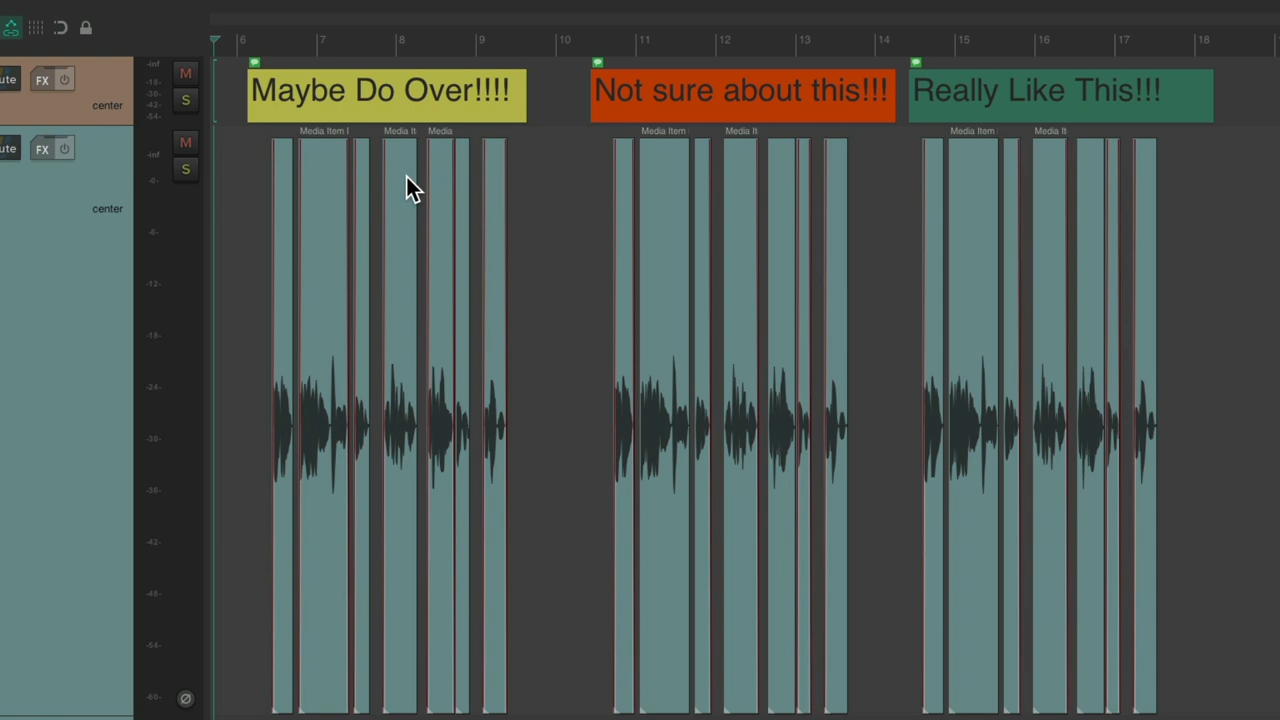 6 7 8 9 10 11 12 13 14 15 16 17 18
-inf
ute FX M
-18-
-30-
S
-42-
center
-54-
Maybe Do Over!!!! Not sure about this!!! Really Like This!!!
Media Item Media It Media Media Item Media It Media Item Media It
ute FX M
-inf
S
-0-
center
-6-
-12-
-18-
-24-
-30-
-36-
-42-
-48-
-54-
-60-